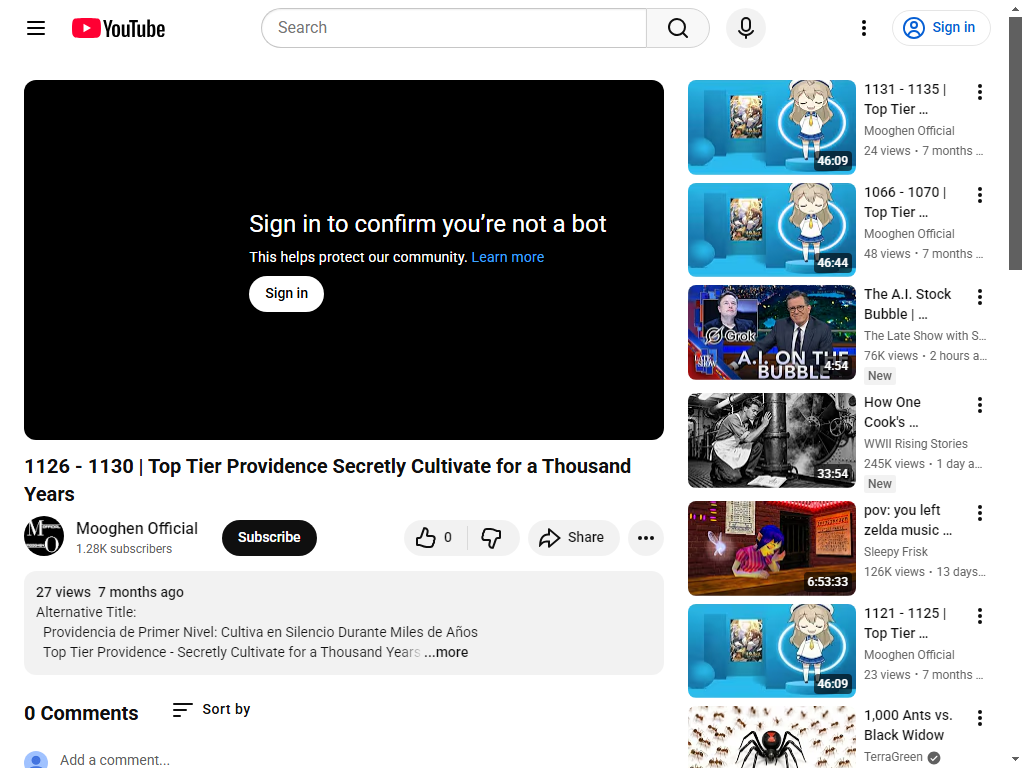 YouTube
Search
Sign in
Sign in to confirm you’re not a bot
This helps protect our community. Learn more
Sign in
1126 - 1130 | Top Tier Providence Secretly Cultivate for a Thousand
Years
Mooghen Official
1.28K subscribers
Subscribe
0
Share
27 views 7 months ago
Alternative Title:
Providencia de Primer Nivel: Cultiva en Silencio Durante Miles de Años
Top Tier Providence - Secretly Cultivate for a Thousand Years ...more
0 Comments
Sort by
Add a comment...
46:09
1131 - 1135 |
Top Tier ...
Mooghen Official
24 views • 7 months ...
46:44
1066 - 1070 |
Top Tier ...
Mooghen Official
48 views • 7 months ...
Grok
A.I. ON THE
BUBBLE
4:54
The A.I. Stock
Bubble | ...
The Late Show with S...
76K views • 2 hours a...
New
33:54
How One
Cook's ...
WWII Rising Stories
245K views • 1 day a...
New
6:53:33
pov: you left
zelda music ...
Sleepy Frisk
126K views • 13 days...
46:09
1121 - 1125 |
Top Tier ...
Mooghen Official
23 views • 7 months ...
1,000 Ants vs.
Black Widow
TerraGreen